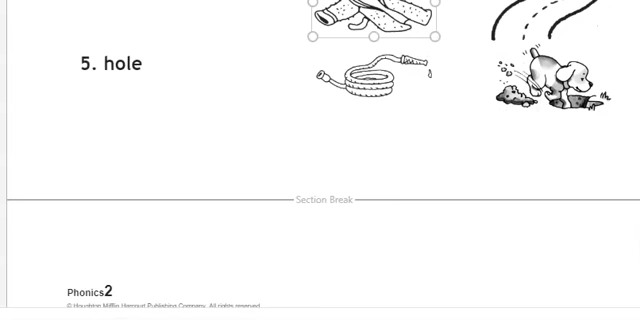 5. hole
Section Break
Phonics2
© Houghton Mifflin Harcourt Publishing Company. All rights reserved.